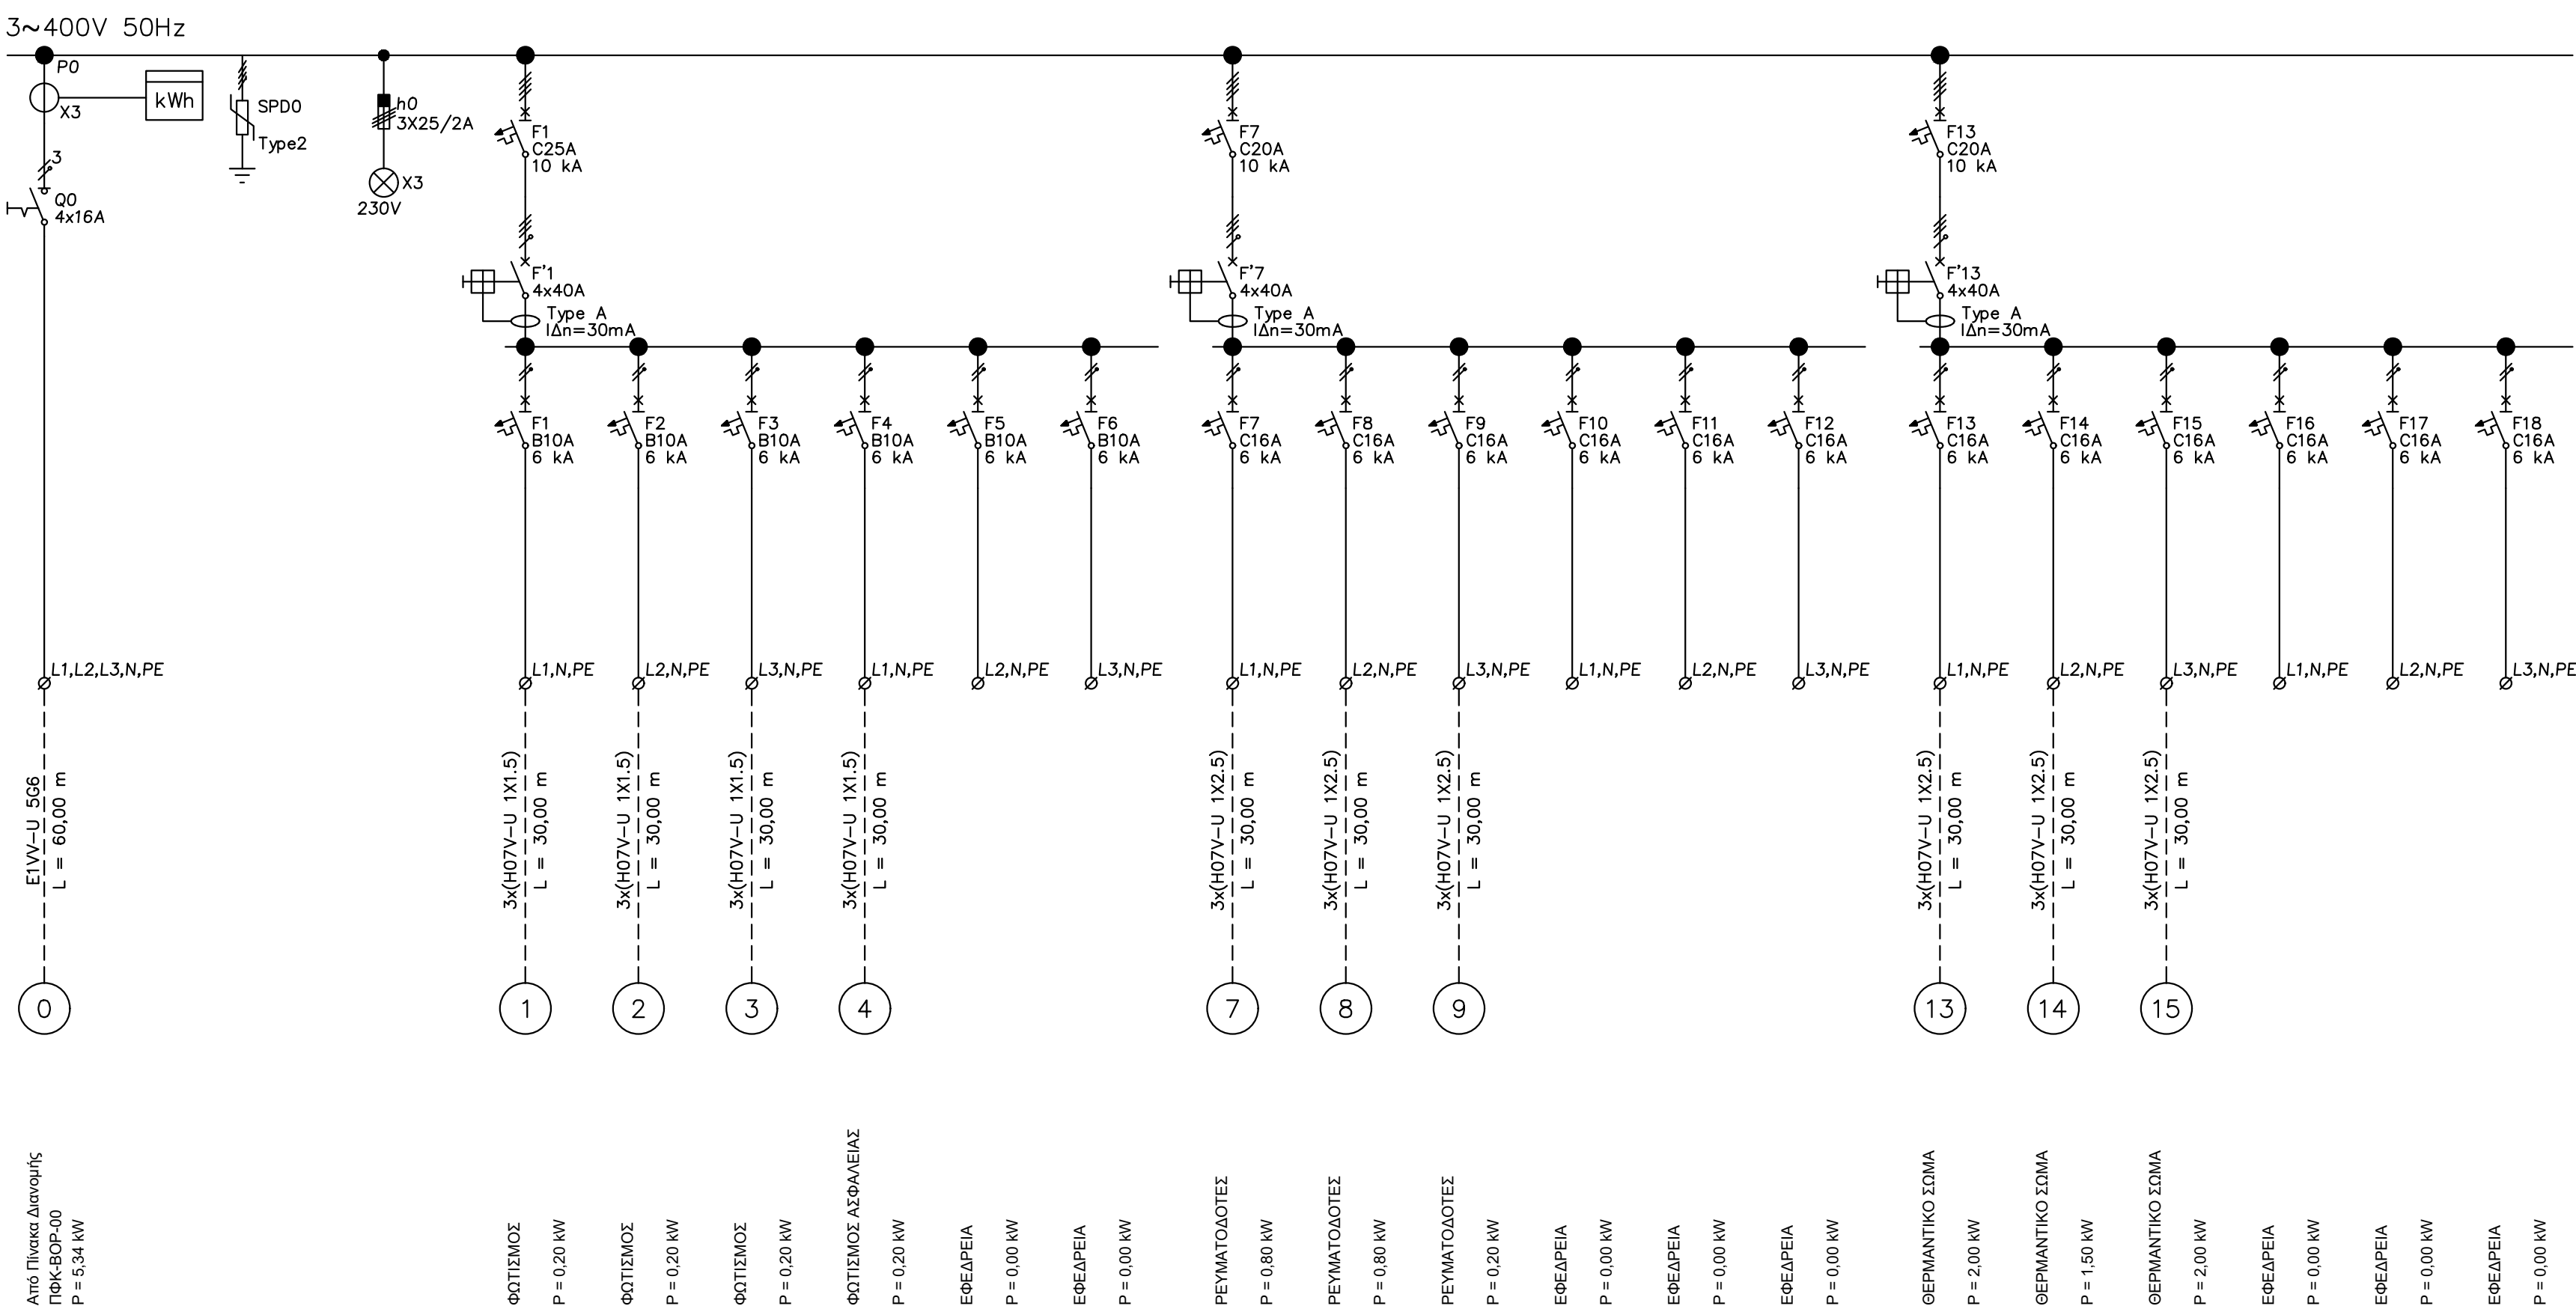 3~400V 50Hz
P0
X3
kWh
3
Q0
4x16A
SPD0
Type2
h0
3X25/2A
X3
230V
F1
C25A
10 kA
F'1
4x40A
Type A
IΔn=30mA
F7
C20A
10 kA
F'7
4x40A
Type A
IΔn=30mA
F13
C20A
10 kA
F'13
4x40A
Type A
IΔn=30mA
F1
B10A
6 kA
F2
B10A
6 kA
F3
B10A
6 kA
F4
B10A
6 kA
F5
B10A
6 kA
F6
B10A
6 kA
F7
C16A
6 kA
F8
C16A
6 kA
F9
C16A
6 kA
F10
C16A
6 kA
F11
C16A
6 kA
F12
C16A
6 kA
F13
C16A
6 kA
F14
C16A
6 kA
F15
C16A
6 kA
F16
C16A
6 kA
F17
C16A
6 kA
F18
C16A
6 kA
L1,L2,L3,N,PE
L1,N,PE
L2,N,PE
L3,N,PE
L1,N,PE
L2,N,PE
L3,N,PE
L1,N,PE
L2,N,PE
L3,N,PE
L1,N,PE
L2,N,PE
L3,N,PE
L1,N,PE
L2,N,PE
L3,N,PE
L1,N,PE
L2,N,PE
L3,N,PE
E1VV-U 5G6
L = 60,00 m
3x(H07V-U 1X1.5)
L = 30,00 m
3x(H07V-U 1X1.5)
L = 30,00 m
3x(H07V-U 1X1.5)
L = 30,00 m
3x(H07V-U 1X1.5)
L = 30,00 m
3x(H07V-U 1X2.5)
L = 30,00 m
3x(H07V-U 1X2.5)
L = 30,00 m
3x(H07V-U 1X2.5)
L = 30,00 m
3x(H07V-U 1X2.5)
L = 30,00 m
3x(H07V-U 1X2.5)
L = 30,00 m
3x(H07V-U 1X2.5)
L = 30,00 m
0
1
2
3
4
7
8
9
13
14
15
Από Πίνακα Διανομής
ΠΦΚ-ΒΟΡ-00
P = 5,34 kW
ΦΩΤΙΣΜΟΣ
P = 0,20 kW
ΦΩΤΙΣΜΟΣ
P = 0,20 kW
ΦΩΤΙΣΜΟΣ
P = 0,20 kW
ΦΩΤΙΣΜΟΣ ΑΣΦΑΛΕΙΑΣ
P = 0,20 kW
ΕΦΕΔΡΕΙΑ
P = 0,00 kW
ΕΦΕΔΡΕΙΑ
P = 0,00 kW
ΡΕΥΜΑΤΟΔΟΤΕΣ
P = 0,80 kW
ΡΕΥΜΑΤΟΔΟΤΕΣ
P = 0,80 kW
ΡΕΥΜΑΤΟΔΟΤΕΣ
P = 0,20 kW
ΕΦΕΔΡΕΙΑ
P = 0,00 kW
ΕΦΕΔΡΕΙΑ
P = 0,00 kW
ΕΦΕΔΡΕΙΑ
P = 0,00 kW
ΘΕΡΜΑΝΤΙΚΟ ΣΩΜΑ
P = 2,00 kW
ΘΕΡΜΑΝΤΙΚΟ ΣΩΜΑ
P = 1,50 kW
ΘΕΡΜΑΝΤΙΚΟ ΣΩΜΑ
P = 2,00 kW
ΕΦΕΔΡΕΙΑ
P = 0,00 kW
ΕΦΕΔΡΕΙΑ
P = 0,00 kW
ΕΦΕΔΡΕΙΑ
P = 0,00 kW